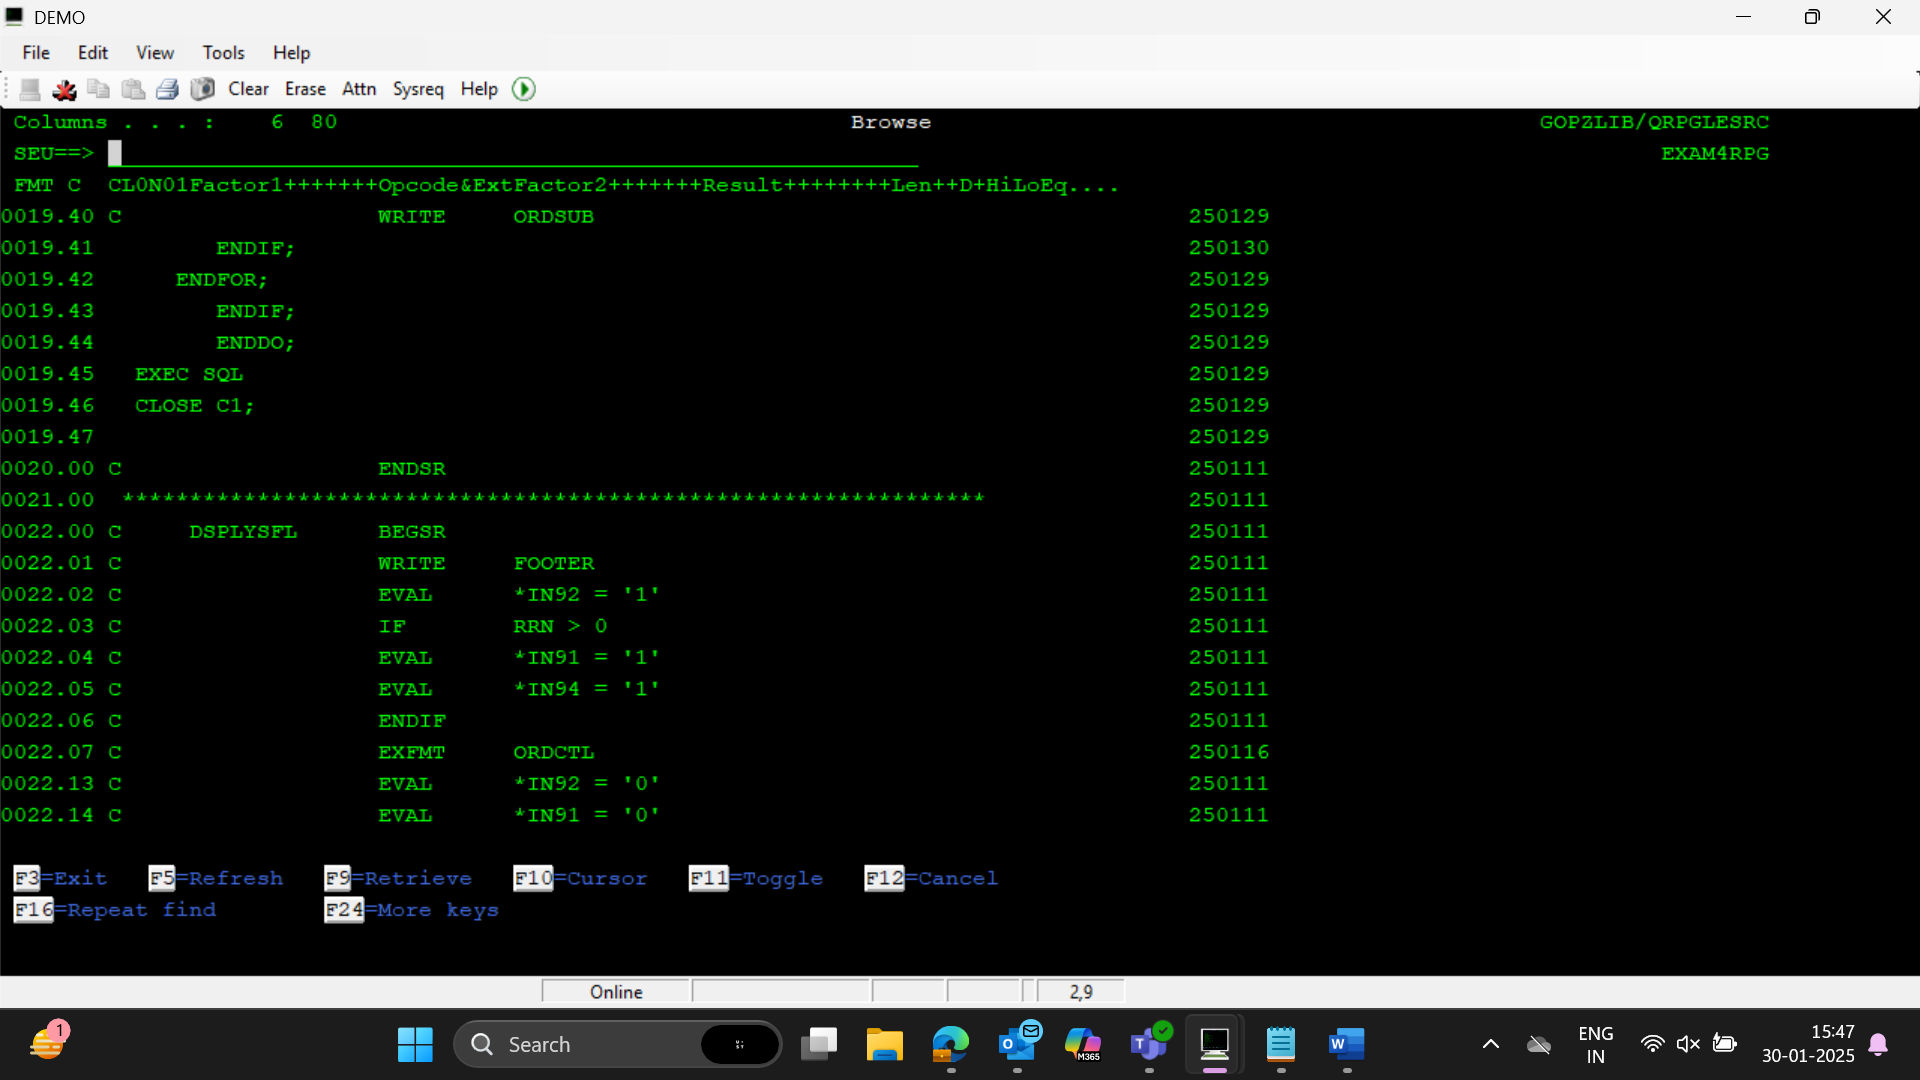 DEMO
File Edit View Tools Help
Clear Erase Attn Sysreq Help
Columns . . . : 6 80 Browse GOPZLIB/QRPGLESRC
SEU==> EXAM4RPG
FMT C CL0N01Factor1+++++++Opcode&ExtFactor2+++++++Result++++++++Len++D+HiLoEq....
0019.40 C WRITE ORDSUB 250129
0019.41 ENDIF; 250130
0019.42 ENDFOR; 250129
0019.43 ENDIF; 250129
0019.44 ENDDO; 250129
0019.45 EXEC SQL 250129
0019.46 CLOSE C1; 250129
0019.47 250129
0020.00 C ENDSR 250111
0021.00 **************************************************************** 250111
0022.00 C DSPLYSFL BEGSR 250111
0022.01 C WRITE FOOTER 250111
0022.02 C EVAL *IN92 = '1' 250111
0022.03 C IF RRN > 0 250111
0022.04 C EVAL *IN91 = '1' 250111
0022.05 C EVAL *IN94 = '1' 250111
0022.06 C ENDIF 250111
0022.07 C EXFMT ORDCTL 250116
0022.13 C EVAL *IN92 = '0' 250111
0022.14 C EVAL *IN91 = '0' 250111
F3=Exit F5=Refresh F9=Retrieve F10=Cursor F11=Toggle F12=Cancel
F16=Repeat find F24=More keys
Online 2,9
1 Search M365 ENG 15:47
IN 30-01-2025